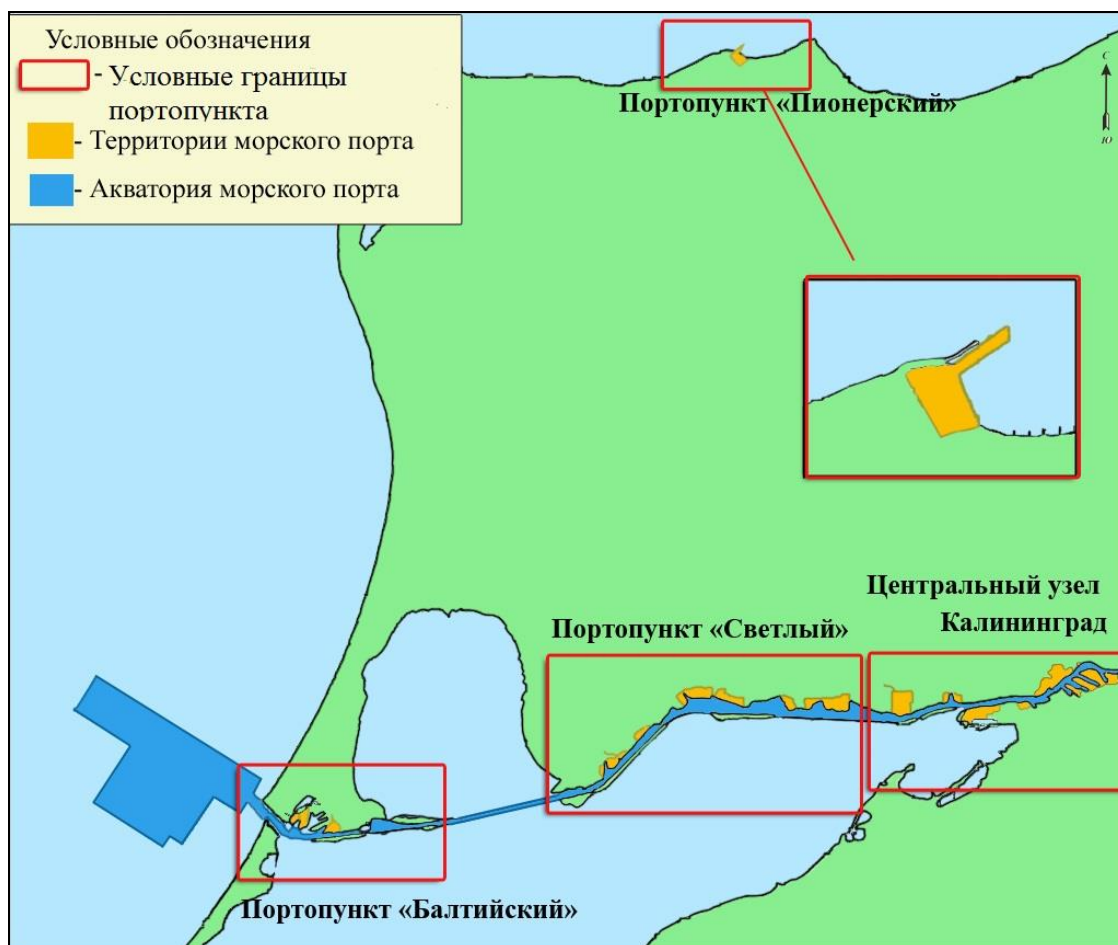 Условные обозначения
- Условные границы
портопункта
- Территории морского порта
- Акватория морского порта
Портопункт «Пионерский»
С
Ю
Центральный узел
Калининград
Портопункт «Светлый»
Портопункт «Балтийский»